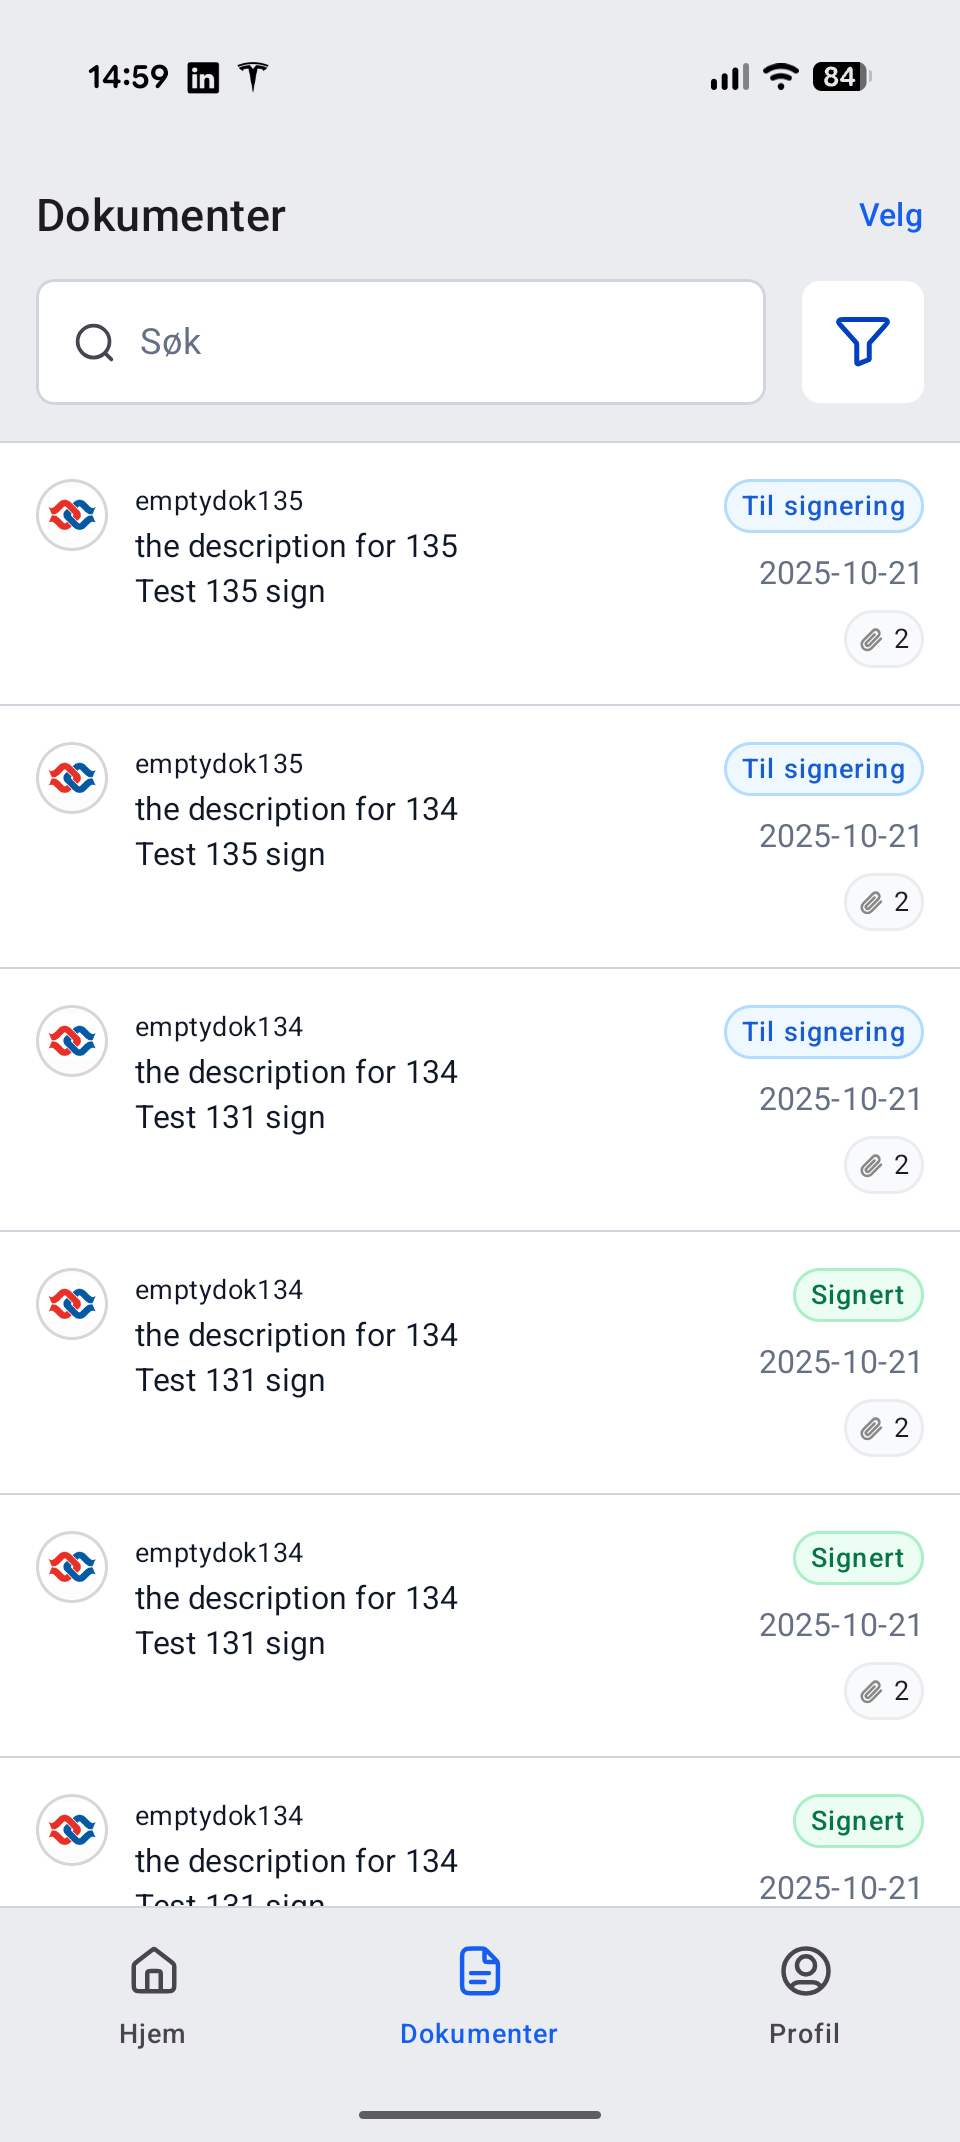 14:59
84
Dokumenter
Velg
Søk
emptydok135
the description for 135
Test 135 sign
Til signering
2025-10-21
2
emptydok135
the description for 134
Test 135 sign
Til signering
2025-10-21
2
emptydok134
the description for 134
Test 131 sign
Til signering
2025-10-21
2
emptydok134
the description for 134
Test 131 sign
Signert
2025-10-21
2
emptydok134
the description for 134
Test 131 sign
Signert
2025-10-21
2
emptydok134
the description for 134
Test 131 sign
Signert
2025-10-21
Hjem
Dokumenter
Profil